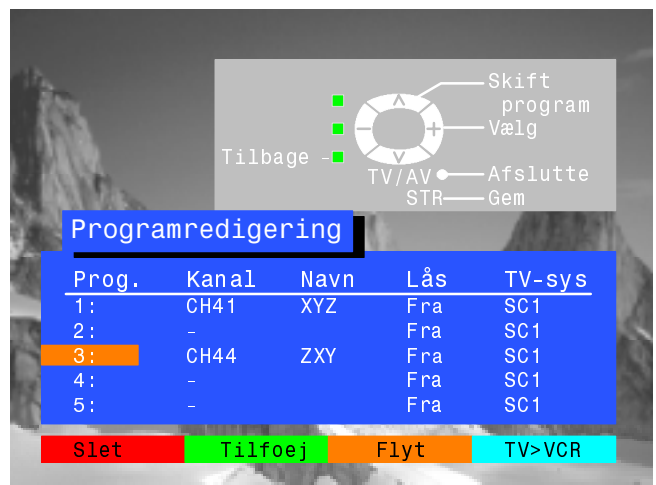 Skift
program
Vælg
Tilbage
TV/AV Afslutte
STR Gem
Programredigering
Prog. Kanal Navn Lås TV-sys
1: CH41 XYZ Fra SC1
2: - Fra SC1
3: CH44 ZXY Fra SC1
4: - Fra SC1
5: - Fra SC1
Slet Tilfoej Flyt TV>VCR